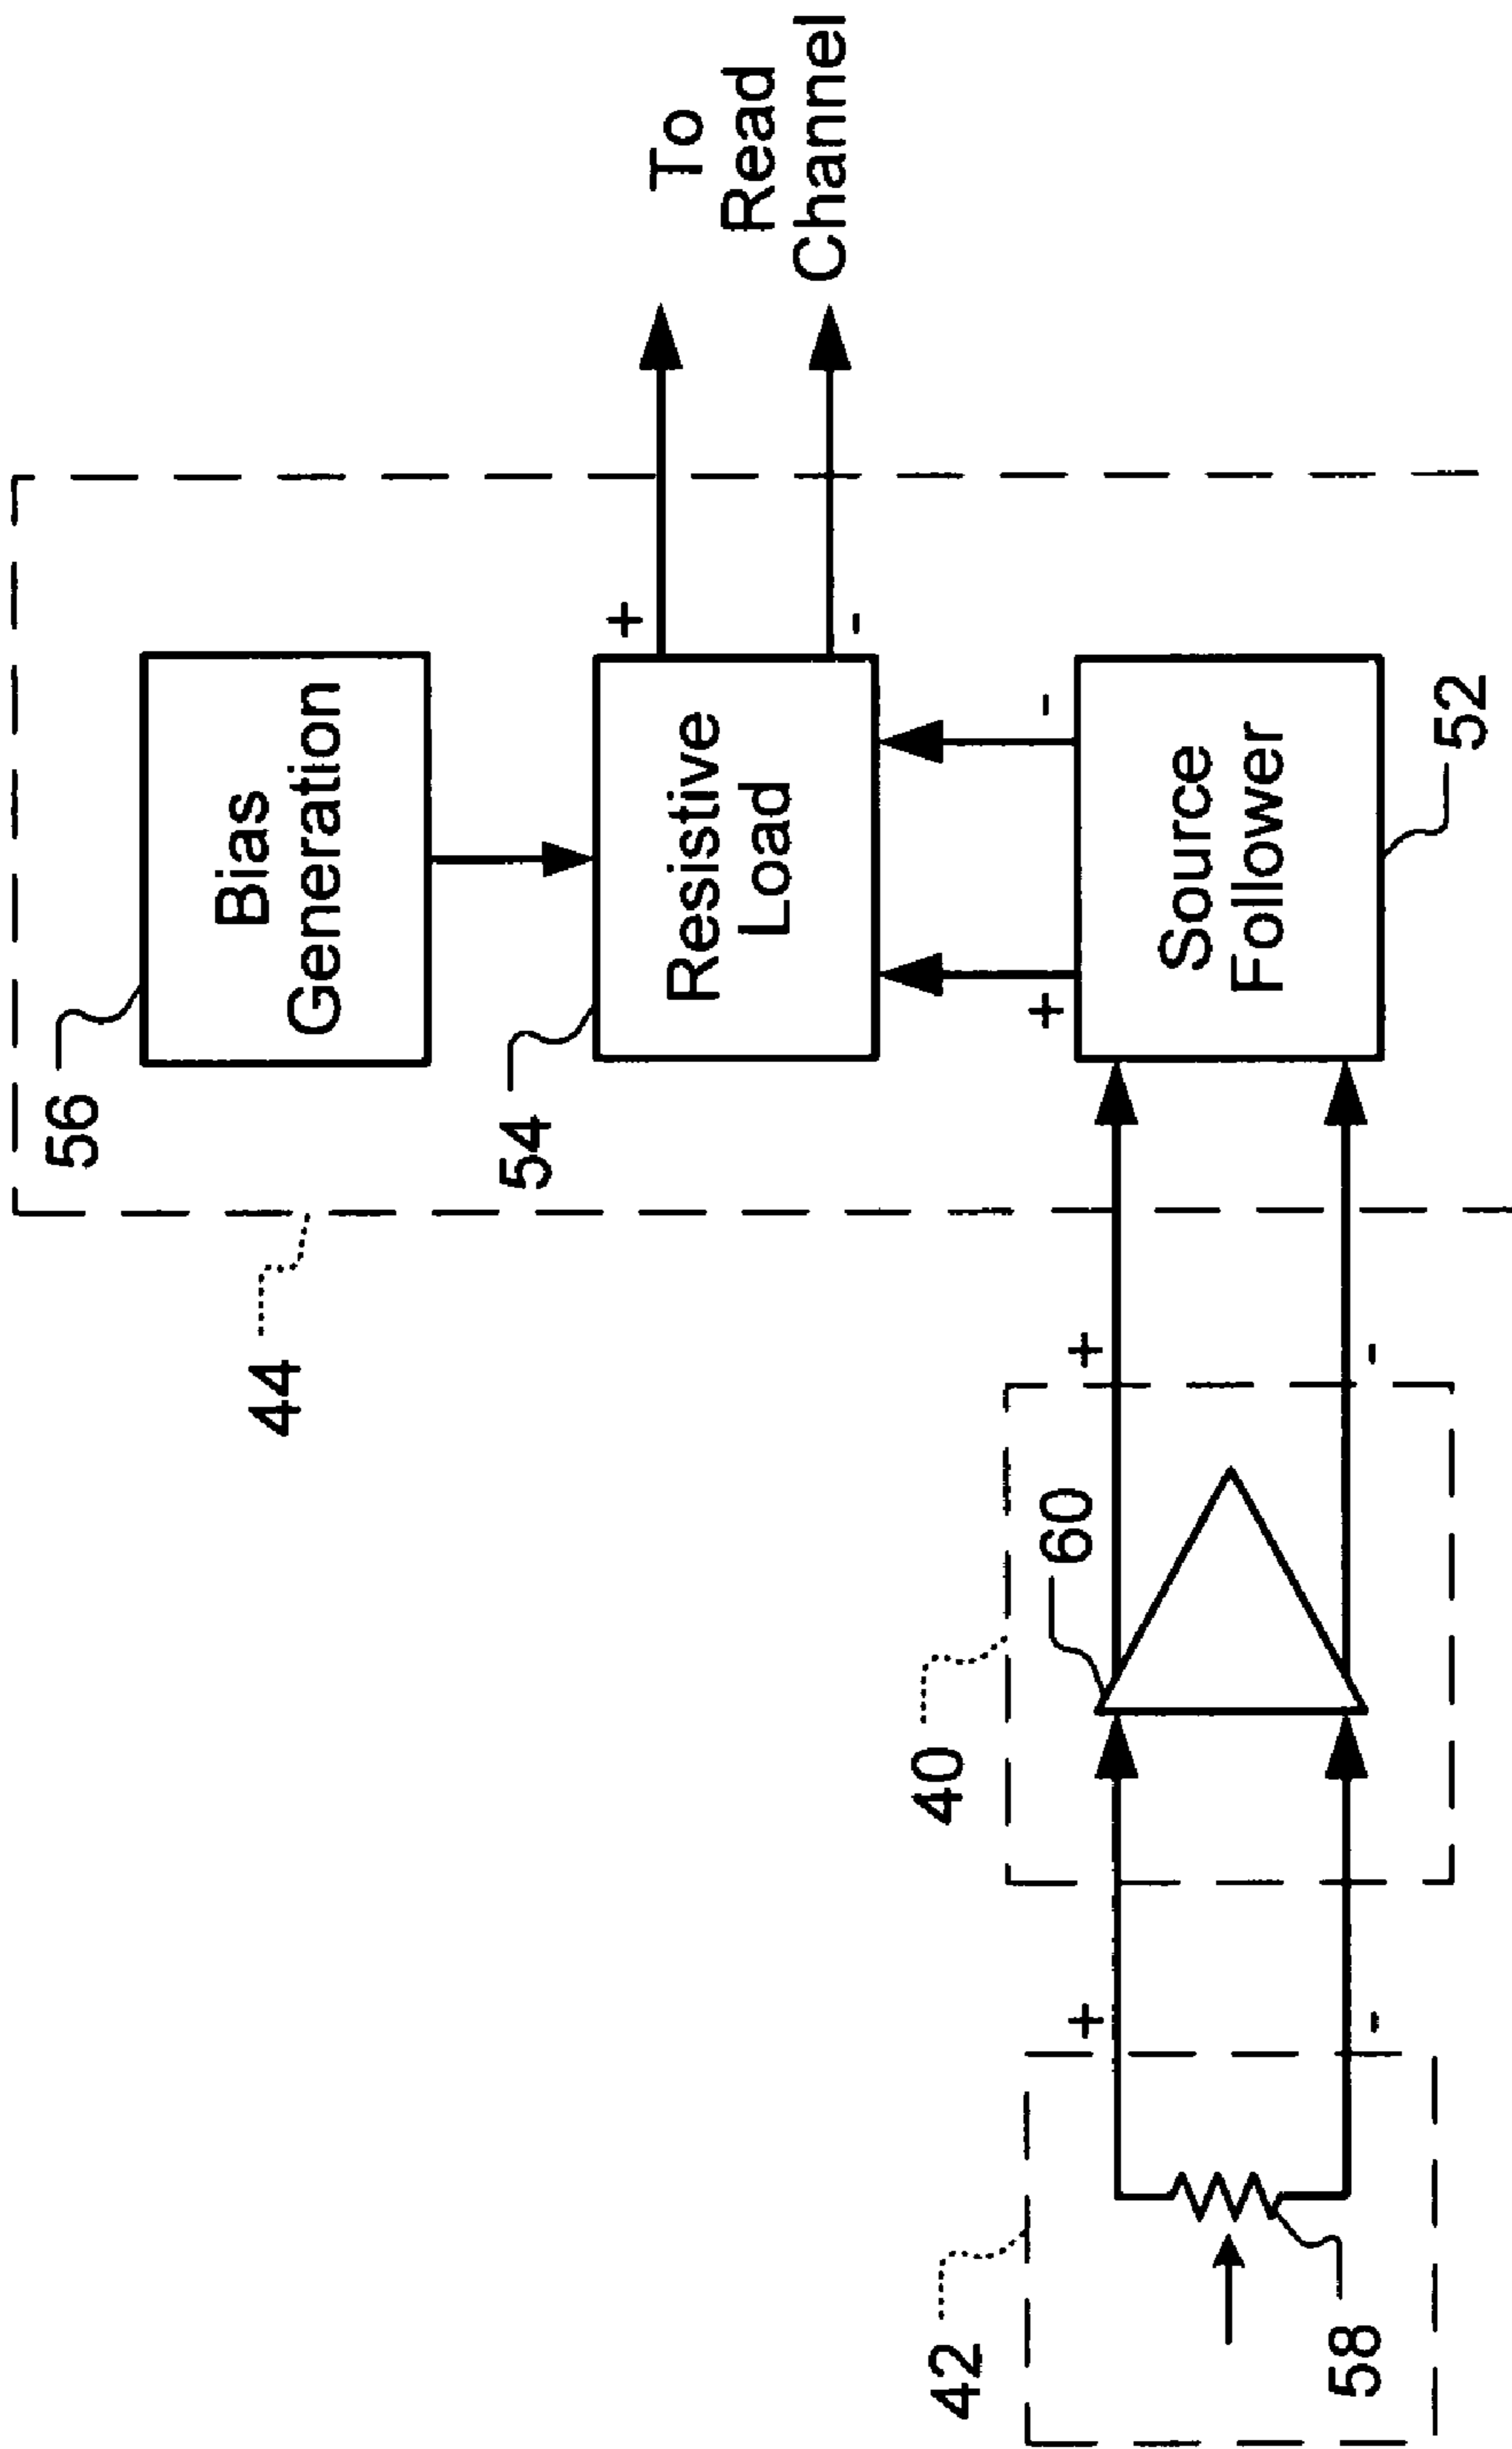 56
Bias
Generation
44
54
Resistive
Load
+
-
To
Read
Channel
+
-
Source
Follower
52
40
60
+
-
42
58
+
-